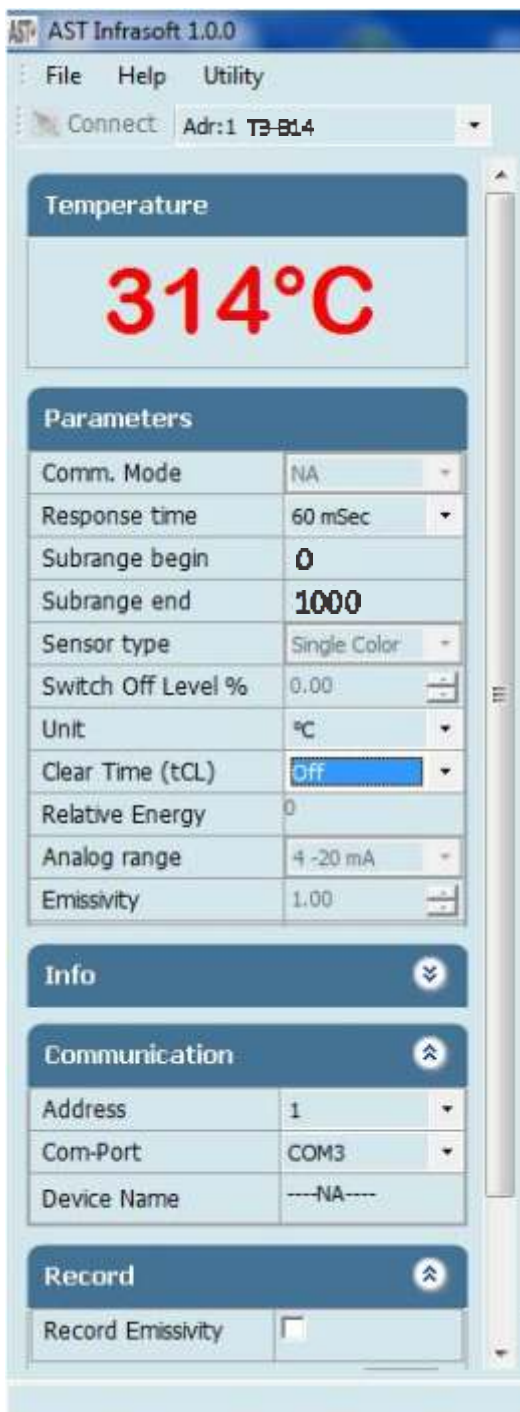 AST AST Infrasoft 1.0.0
File Help Utility
Connect Adr:1 T3-B14
Temperature
314°C
Parameters
Comm. Mode NA
Response time 60 mSec
Subrange begin 0
Subrange end 1000
Sensor type Single Color
Switch Off Level % 0.00
Unit °C
Clear Time (tCL) Off
Relative Energy 0
Analog range 4 -20 mA
Emissivity 1.00
Info
Communication
Address 1
Com-Port COM3
Device Name ----NA----
Record
Record Emissivity